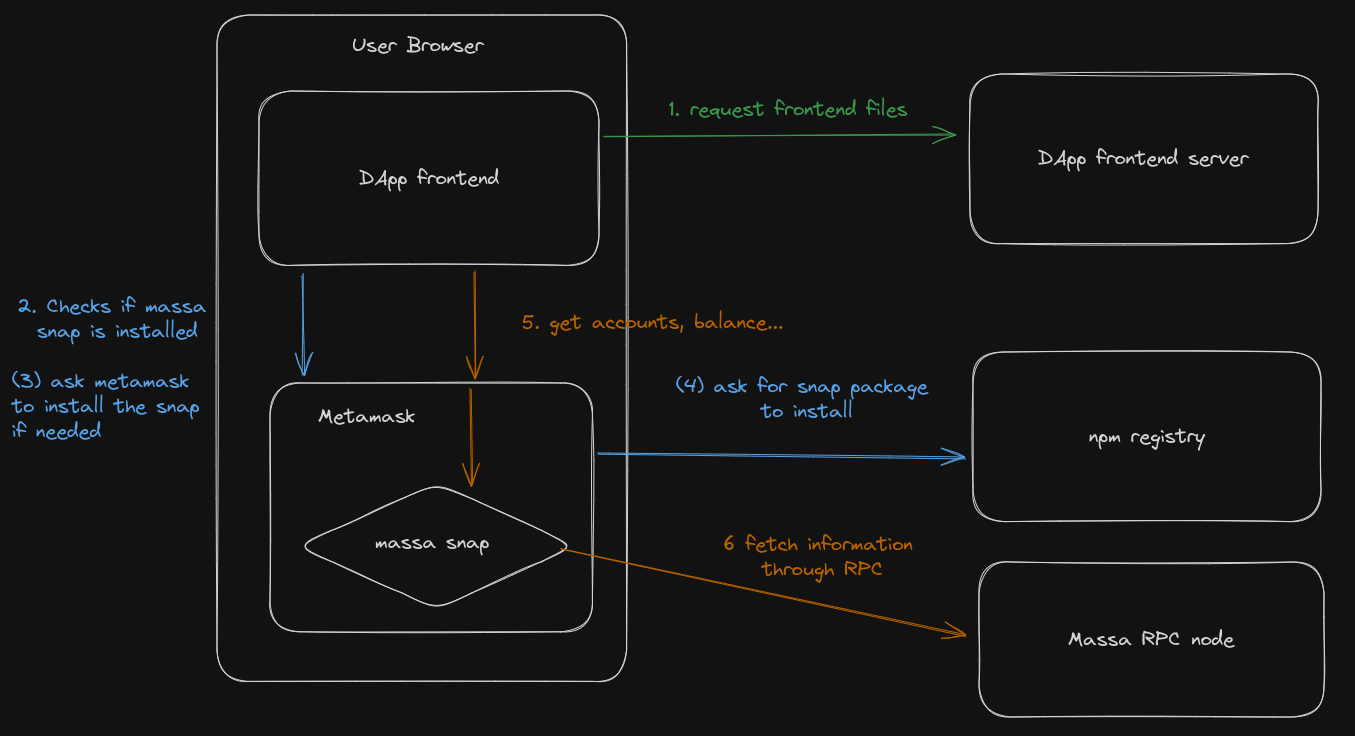 User Browser
DApp frontend
1. request frontend files
DApp frontend server
2. Checks if massa
snap is installed
(3) ask metamask
to install the snap
if needed
5. get accounts, balance...
Metamask
massa snap
(4) ask for snap package
to install
npm registry
6 fetch information
through RPC
Massa RPC node